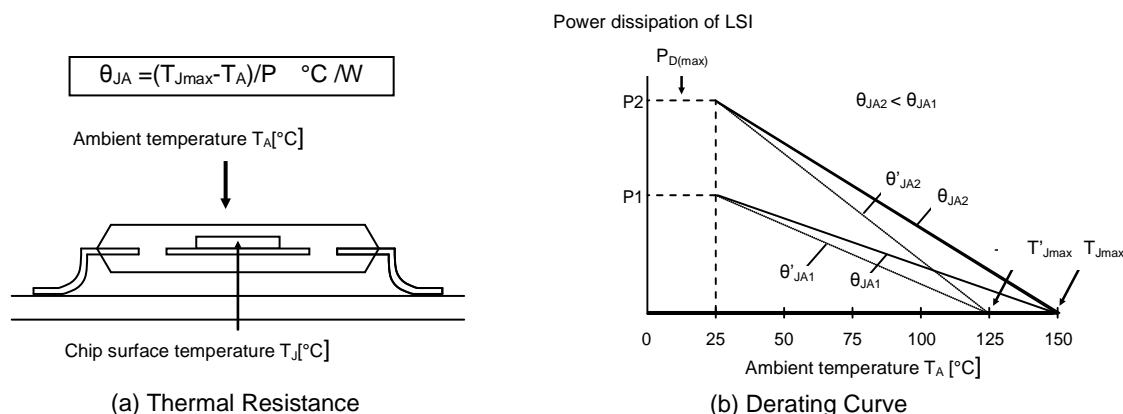 θJA =(TJmax-TA)/P °C /W
Ambient temperature TA[°C]
Chip surface temperature TJ[°C]
(a) Thermal Resistance
Power dissipation of LSI
PD(max)
P2
θJA2 < θJA1
θ'JA2
θJA2
P1
- T'Jmax TJmax
θ'JA1
θJA1
0 25 50 75 100 125 150
Ambient temperature TA [°C]
(b) Derating Curve